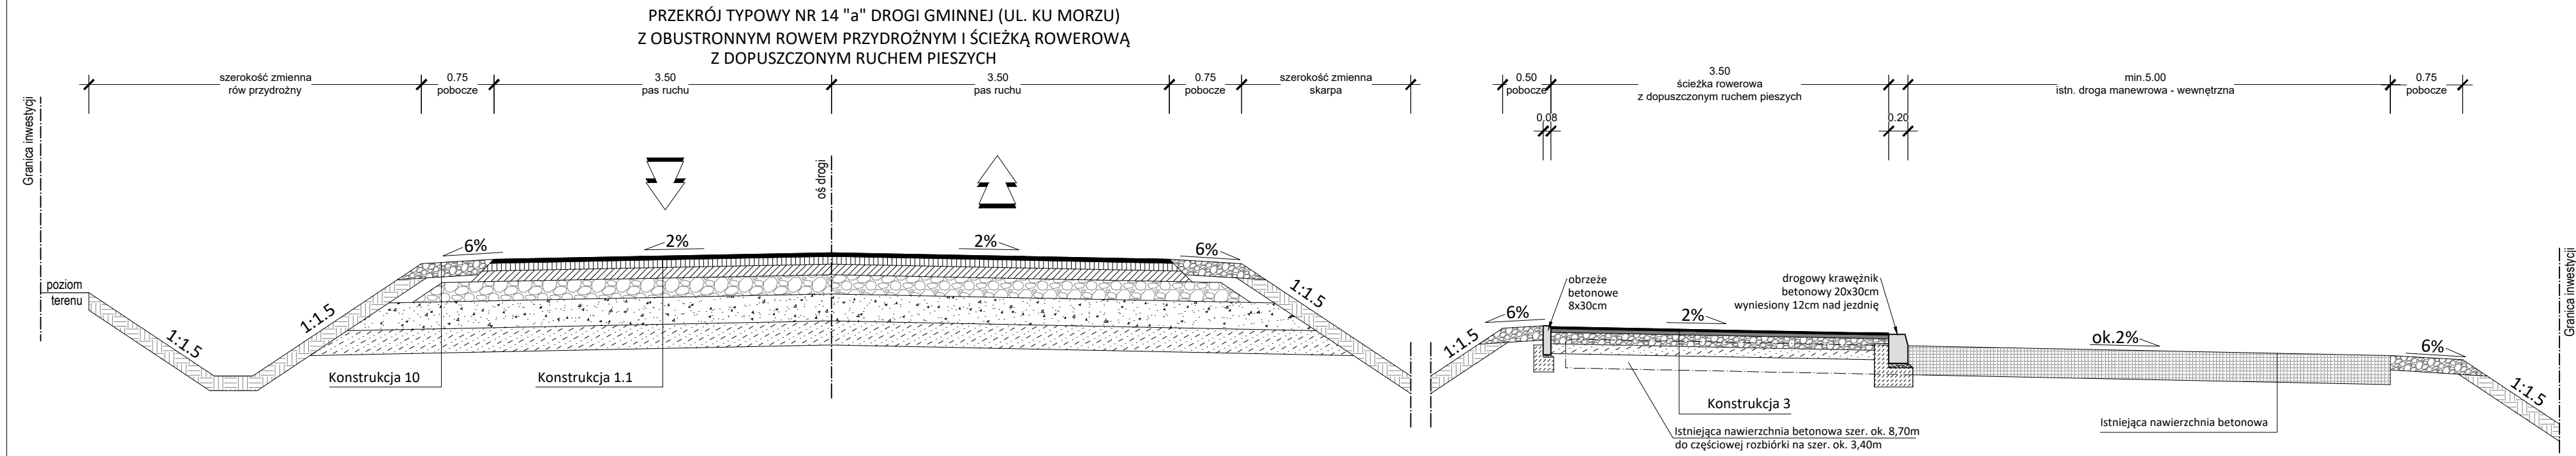 PRZEKRÓJ TYPOWY NR 14 "a" DROGI GMINNEJ (UL. KU MORZU)
Z OBUSTRONNYM ROWEM PRZYDROŻNYM I ŚCIEŻKĄ ROWEROWĄ
Z DOPUSZCZONYM RUCHEM PIESZYCH
szerokość zmienna
rów przydrożny
0.75
pobocze
3.50
pas ruchu
3.50
pas ruchu
0.75
pobocze
szerokość zmienna
skarpa
0.50
pobocze
3.50
ścieżka rowerowa
z dopuszczonym ruchem pieszych
min.5.00
istn. droga manewrowa - wewnętrzna
0.75
pobocze
0.08
0.20
Granica inwestycji
oś drogi
6%
2%
2%
6%
poziom
terenu
1:1.5
1:1.5
1:1.5
Konstrukcja 10
Konstrukcja 1.1
1:1.5
6%
obrzeże
betonowe
8x30cm
2%
drogowy krawężnik
betonowy 20x30cm
wyniesiony 12cm nad jezdnię
ok.2%
6%
1:1.5
Granica inwestycji
Konstrukcja 3
Istniejąca nawierzchnia betonowa szer. ok. 8,70m
do częściowej rozbiórki na szer. ok. 3,40m
Istniejąca nawierzchnia betonowa